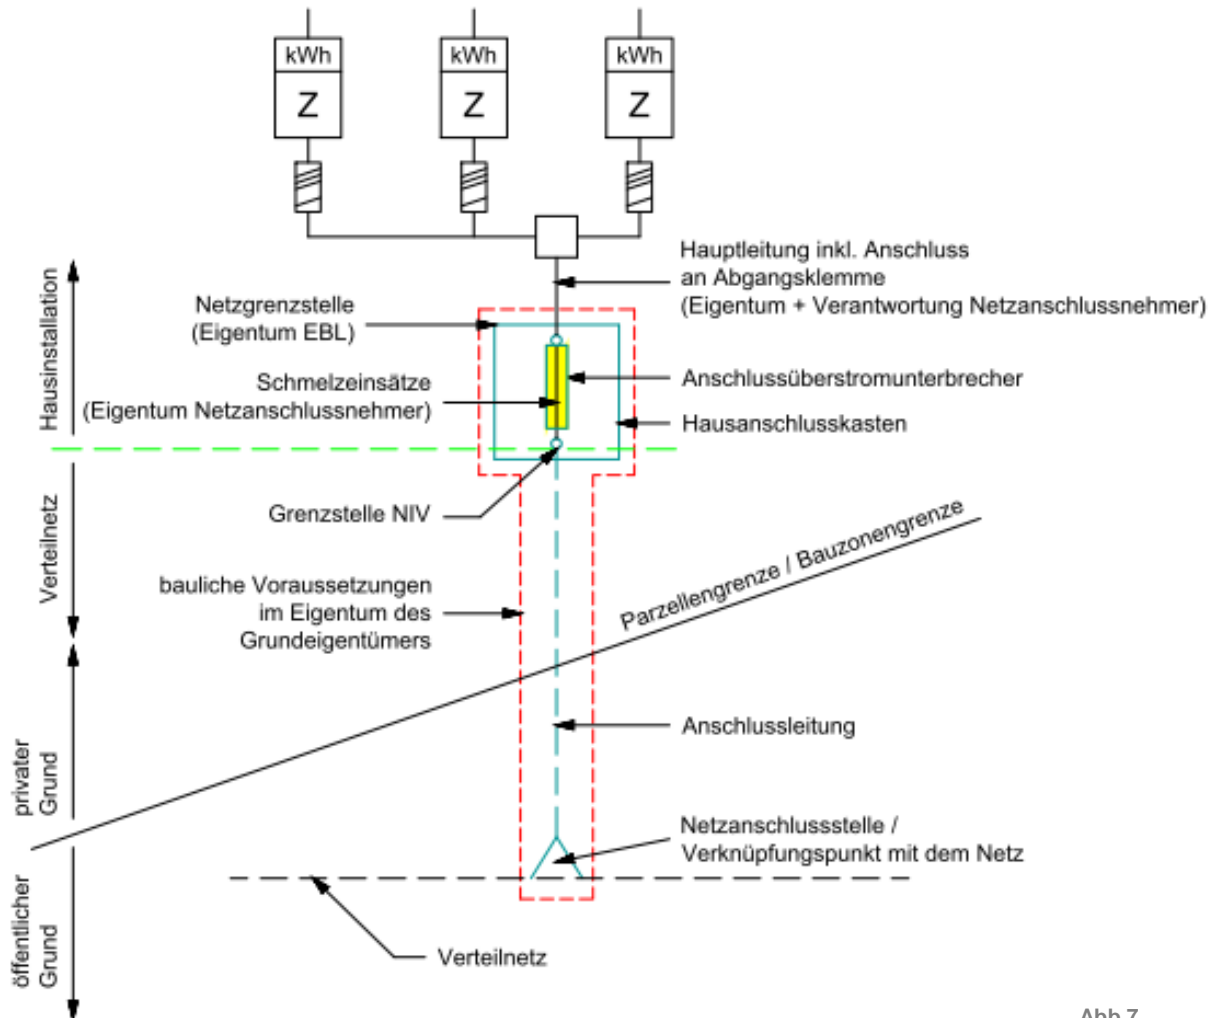 kWh
kWh
kWh
Z
Z
Z
Hauptleitung inkl. Anschluss
an Abgangsklemme
(Eigentum + Verantwortung Netzanschlussnehmer)
Netzgrenzstelle
(Eigentum EBL)
Schmelzeinsätze
(Eigentum Netzanschlussnehmer)
Anschlussüberstromunterbrecher
Hausanschlusskasten
Hausinstallation
Grenzstelle NIV
Verteilnetz
bauliche Voraussetzungen
im Eigentum des
Grundeigentümers
Parzellengrenze / Bauzonengrenze
Anschlussleitung
privater
Grund
Netzanschlussstelle /
Verknüpfungspunkt mit dem Netz
öffentlicher
Grund
Verteilnetz
Abb 7